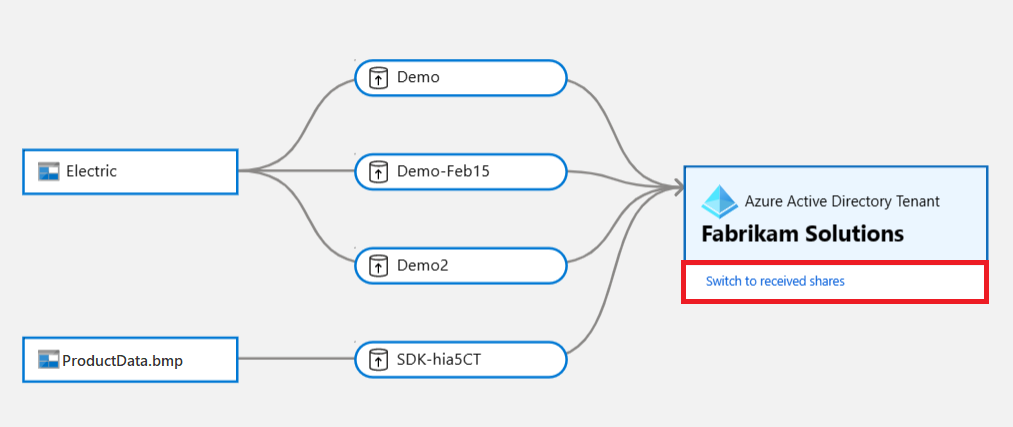 Demo
Electric
Demo-Feb15
Azure Active Directory Tenant
Fabrikam Solutions
Demo2
Switch to received shares
ProductData.bmp
SDK-hia5CT